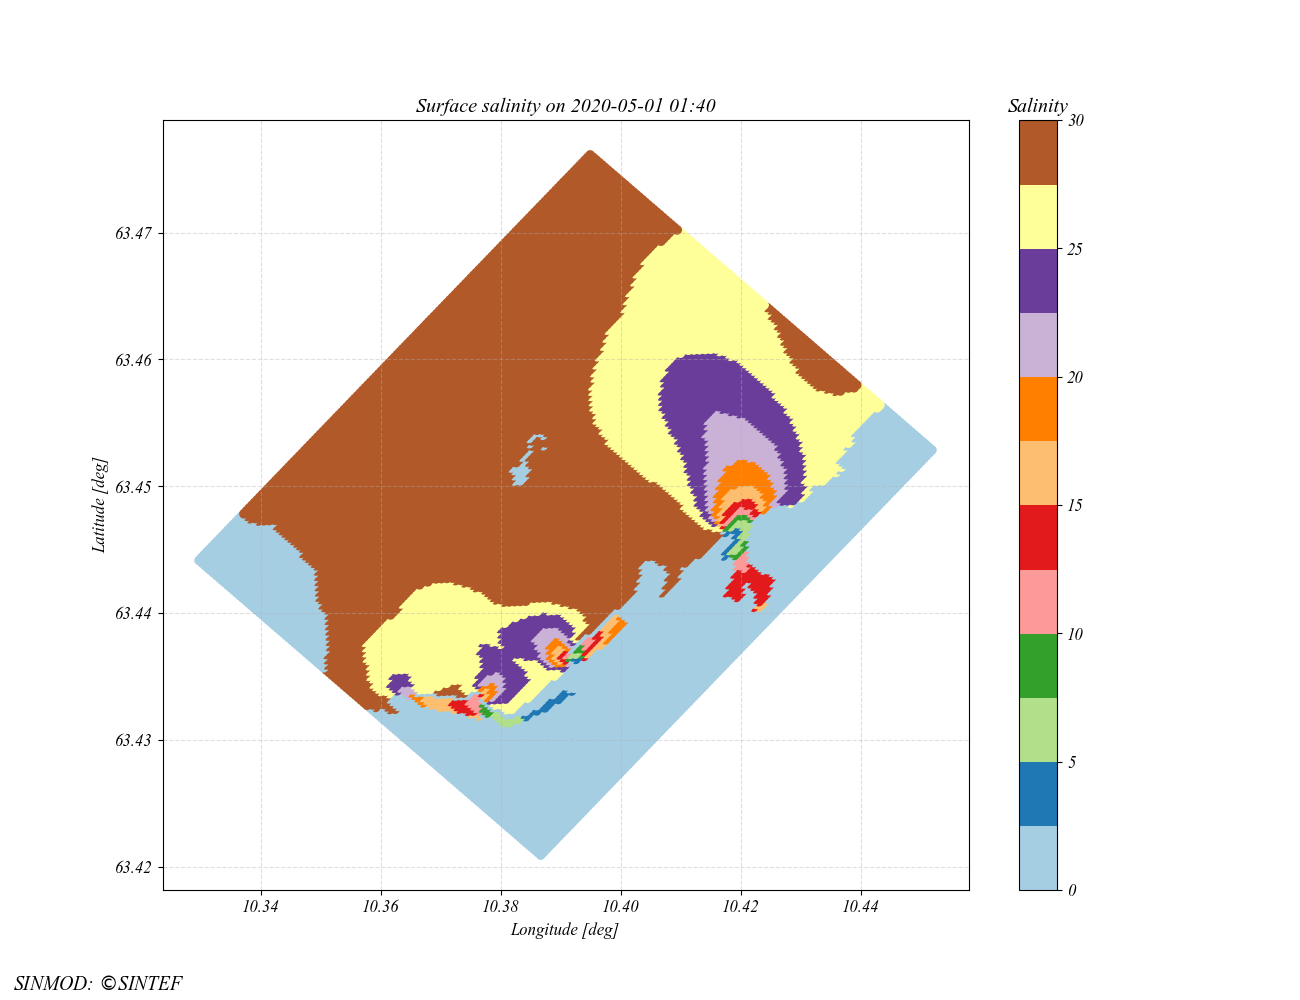 Surface salinity on 2020-05-01 01:40
Salinity
30
25
20
15
10
5
0
63.47
63.46
63.45
63.44
63.43
63.42
Latitude [deg]
10.34 10.36 10.38 10.40 10.42 10.44
Longitude [deg]
SINMOD: ©SINTEF